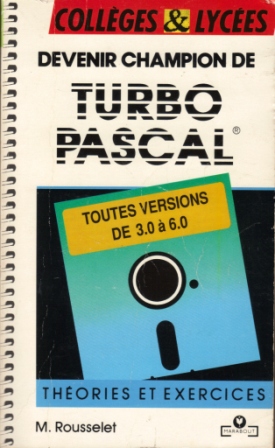 COLLÈGES & LYCÉES
DEVENIR CHAMPION DE
TURBO
PASCAL®
TOUTES VERSIONS
DE 3.0 à 6.0
THÉORIES ET EXERCICES
M. Rousselet
MARABOUT